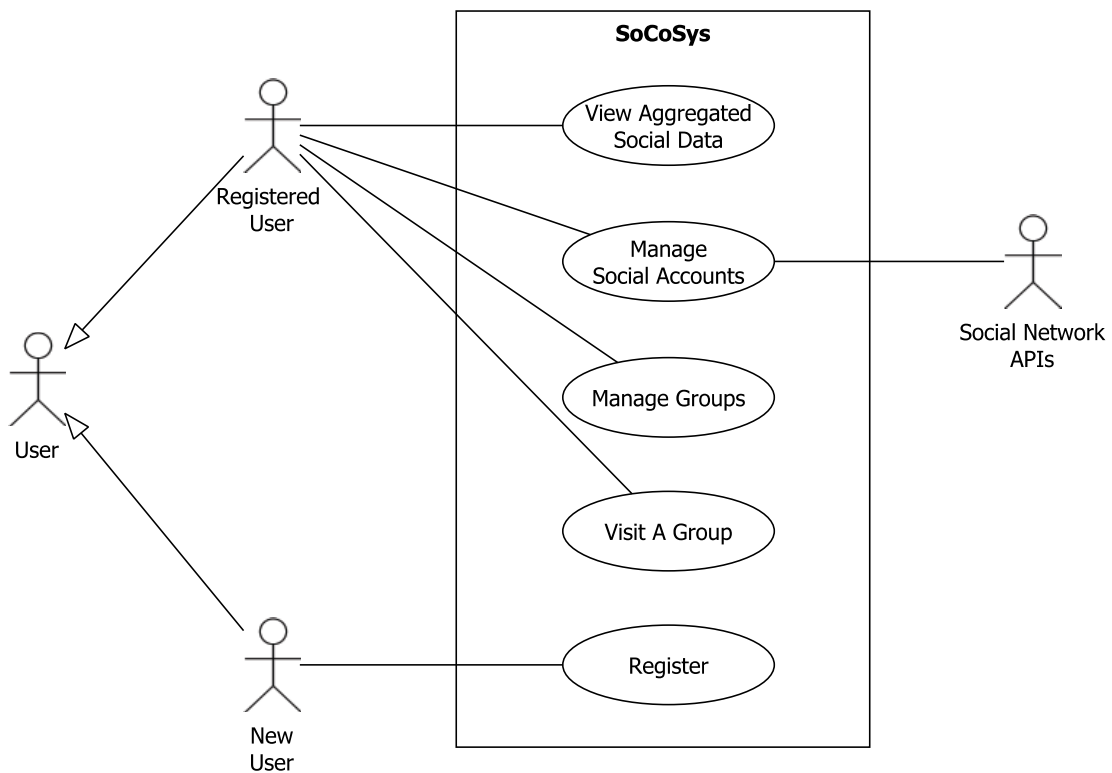 SoCoSys
View Aggregated
Social Data
Registered
User
Manage
Social Accounts
Social Network
APIs
Manage Groups
User
Visit A Group
Register
New
User